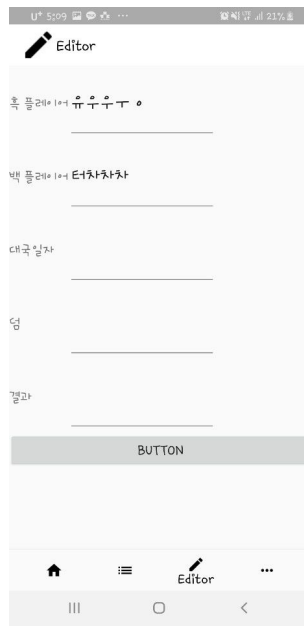 U⁺ 5:09 ... 21%
Editor
흑 플레이어 유우우ㅜㅇ
백 플레이어 터차차차
대국일자
덤
결과
BUTTON
Editor